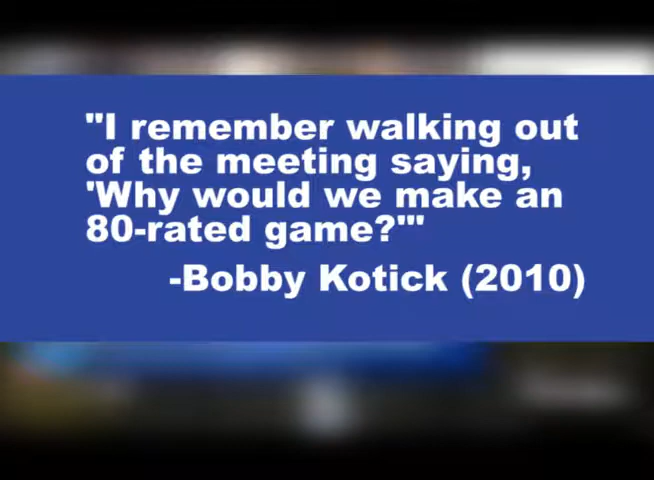 "I remember walking out
of the meeting saying,
'Why would we make an
80-rated game?'"
-Bobby Kotick (2010)